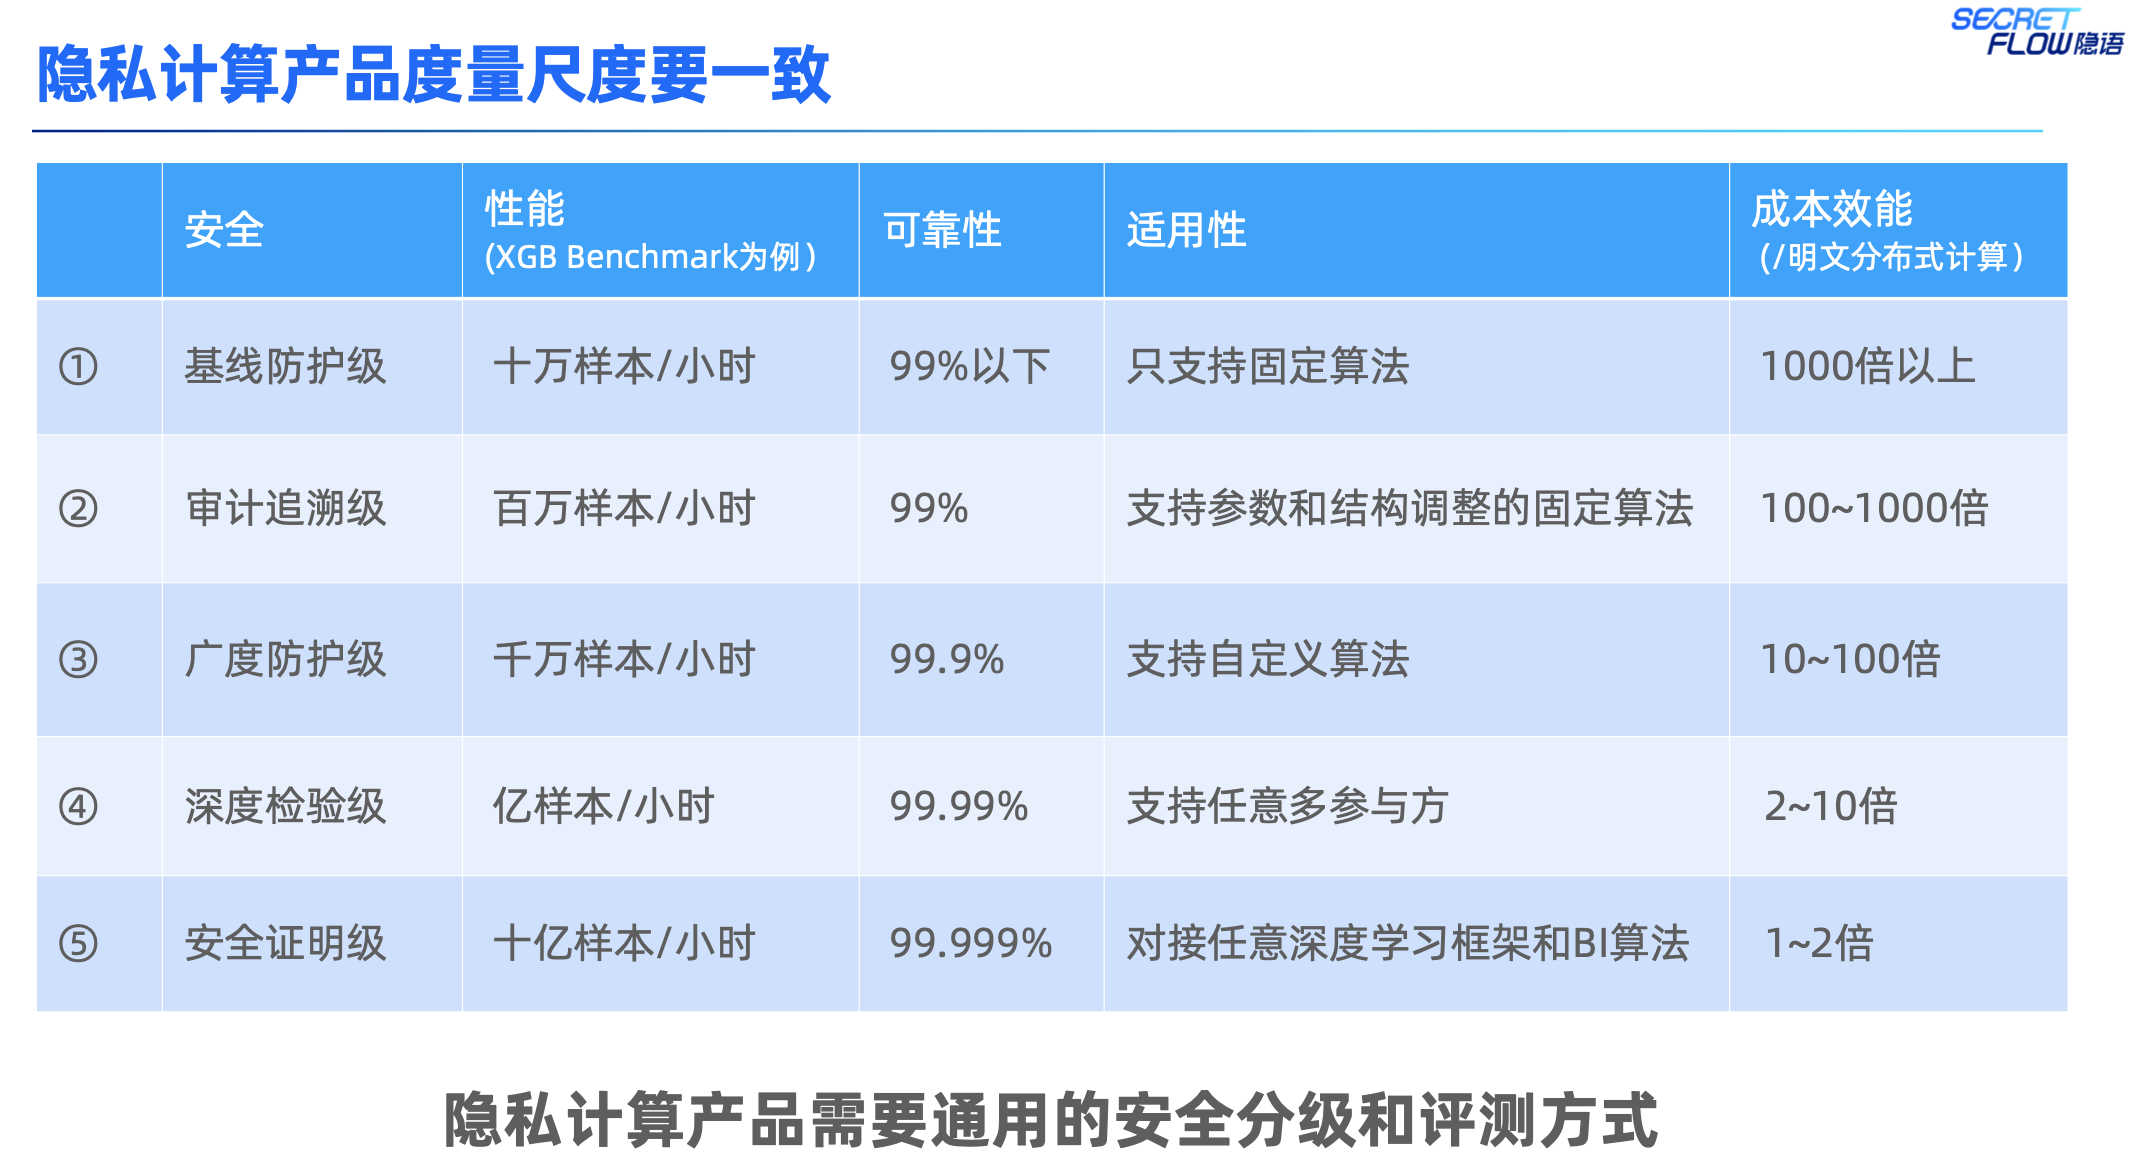 SECRET
FLOW隐语
隐私计算产品度量尺度要一致
安全
性能
(XGB Benchmark为例)
可靠性
适用性
成本效能
(/明文分布式计算)
① 基线防护级 十万样本/小时 99%以下 只支持固定算法 1000倍以上
② 审计追溯级 百万样本/小时 99% 支持参数和结构调整的固定算法 100~1000倍
③ 广度防护级 千万样本/小时 99.9% 支持自定义算法 10~100倍
④ 深度检验级 亿样本/小时 99.99% 支持任意多参与方 2~10倍
⑤ 安全证明级 十亿样本/小时 99.999% 对接任意深度学习框架和BI算法 1~2倍
隐私计算产品需要通用的安全分级和评测方式